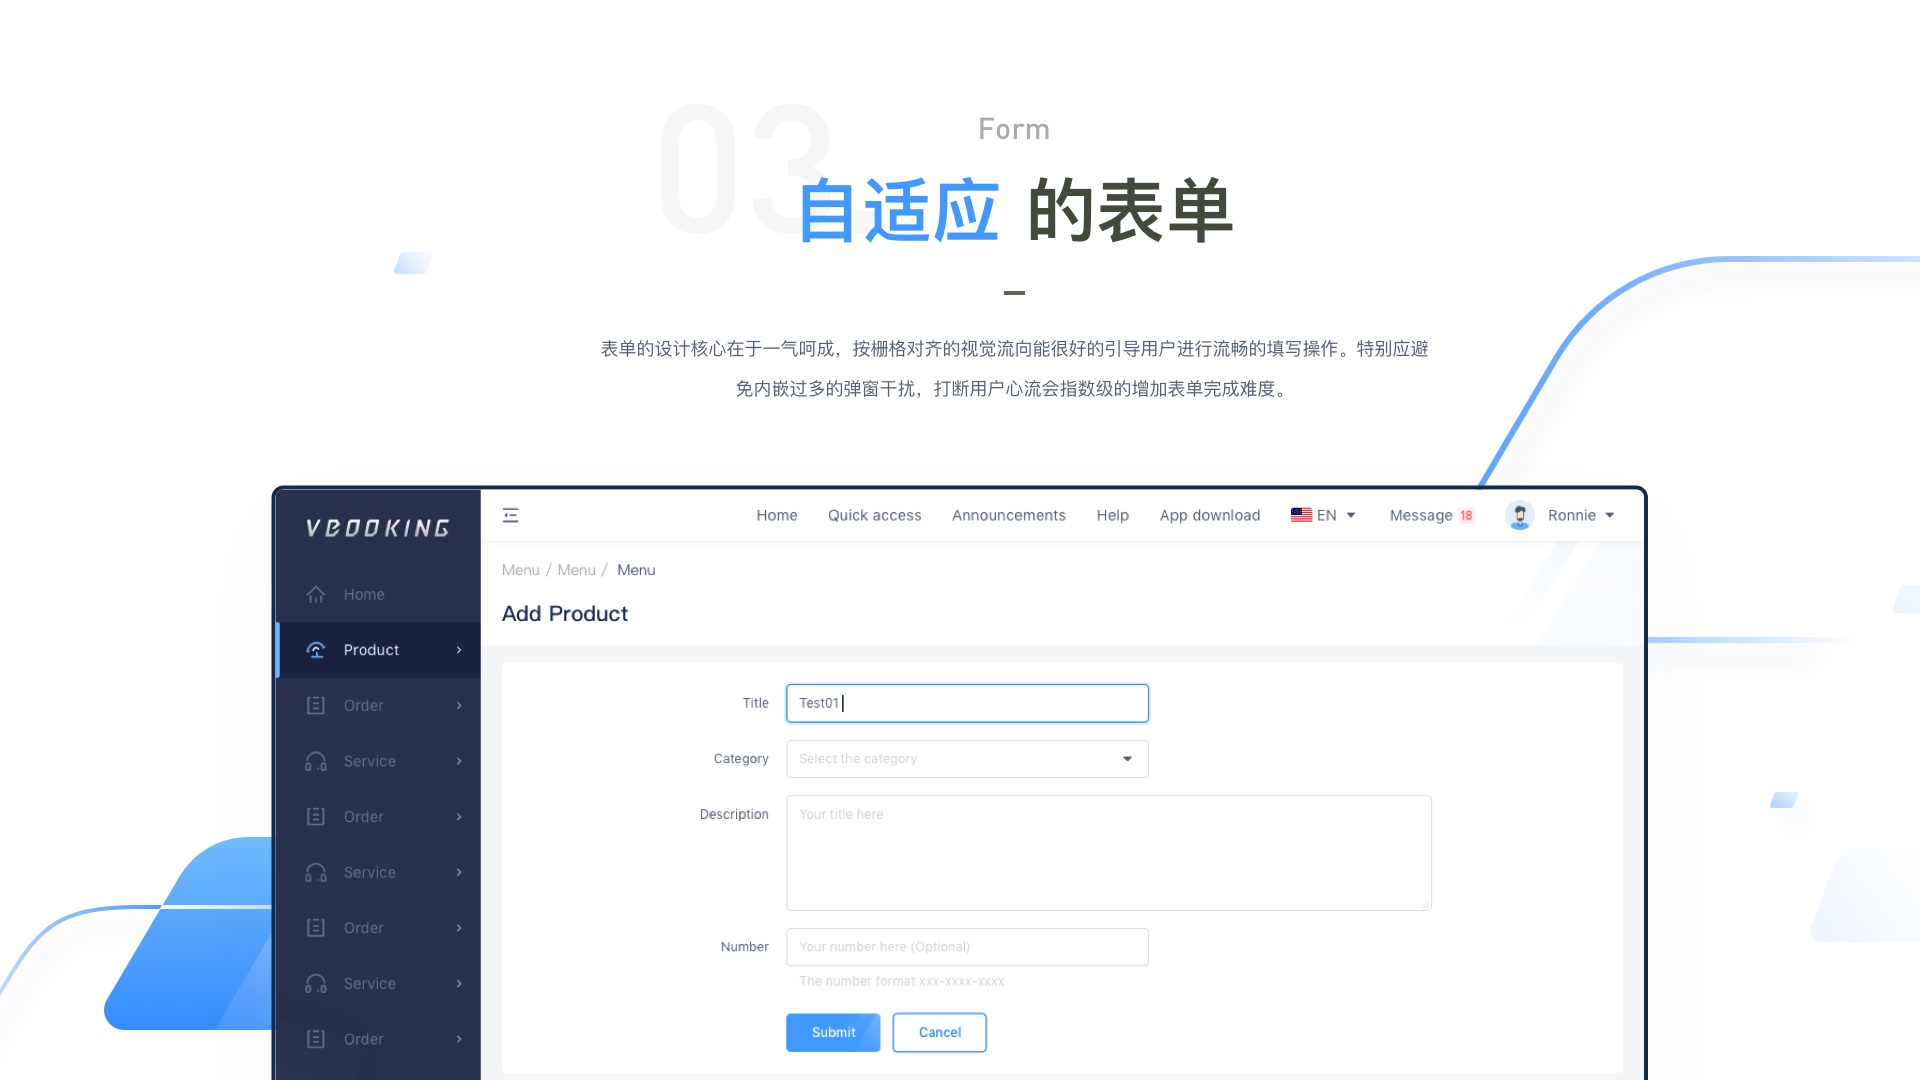 03.
Form
自适应 的表单
表单的设计核心在于一气呵成，按栅格对齐的视觉流向能很好的引导用户进行流畅的填写操作。特别应避
免内嵌过多的弹窗干扰，打断用户心流会指数级的增加表单完成难度。
VBOOKING
Home Quick access Announcements Help App download EN Message 18 Ronnie
Menu / Menu / Menu
Add Product
Home
Product
Order
Service
Order
Service
Order
Service
Order
Title Test01
Category Select the category
Description Your title here
Number Your number here (Optional)
The number format xxx-xxxx-xxxx
Submit Cancel